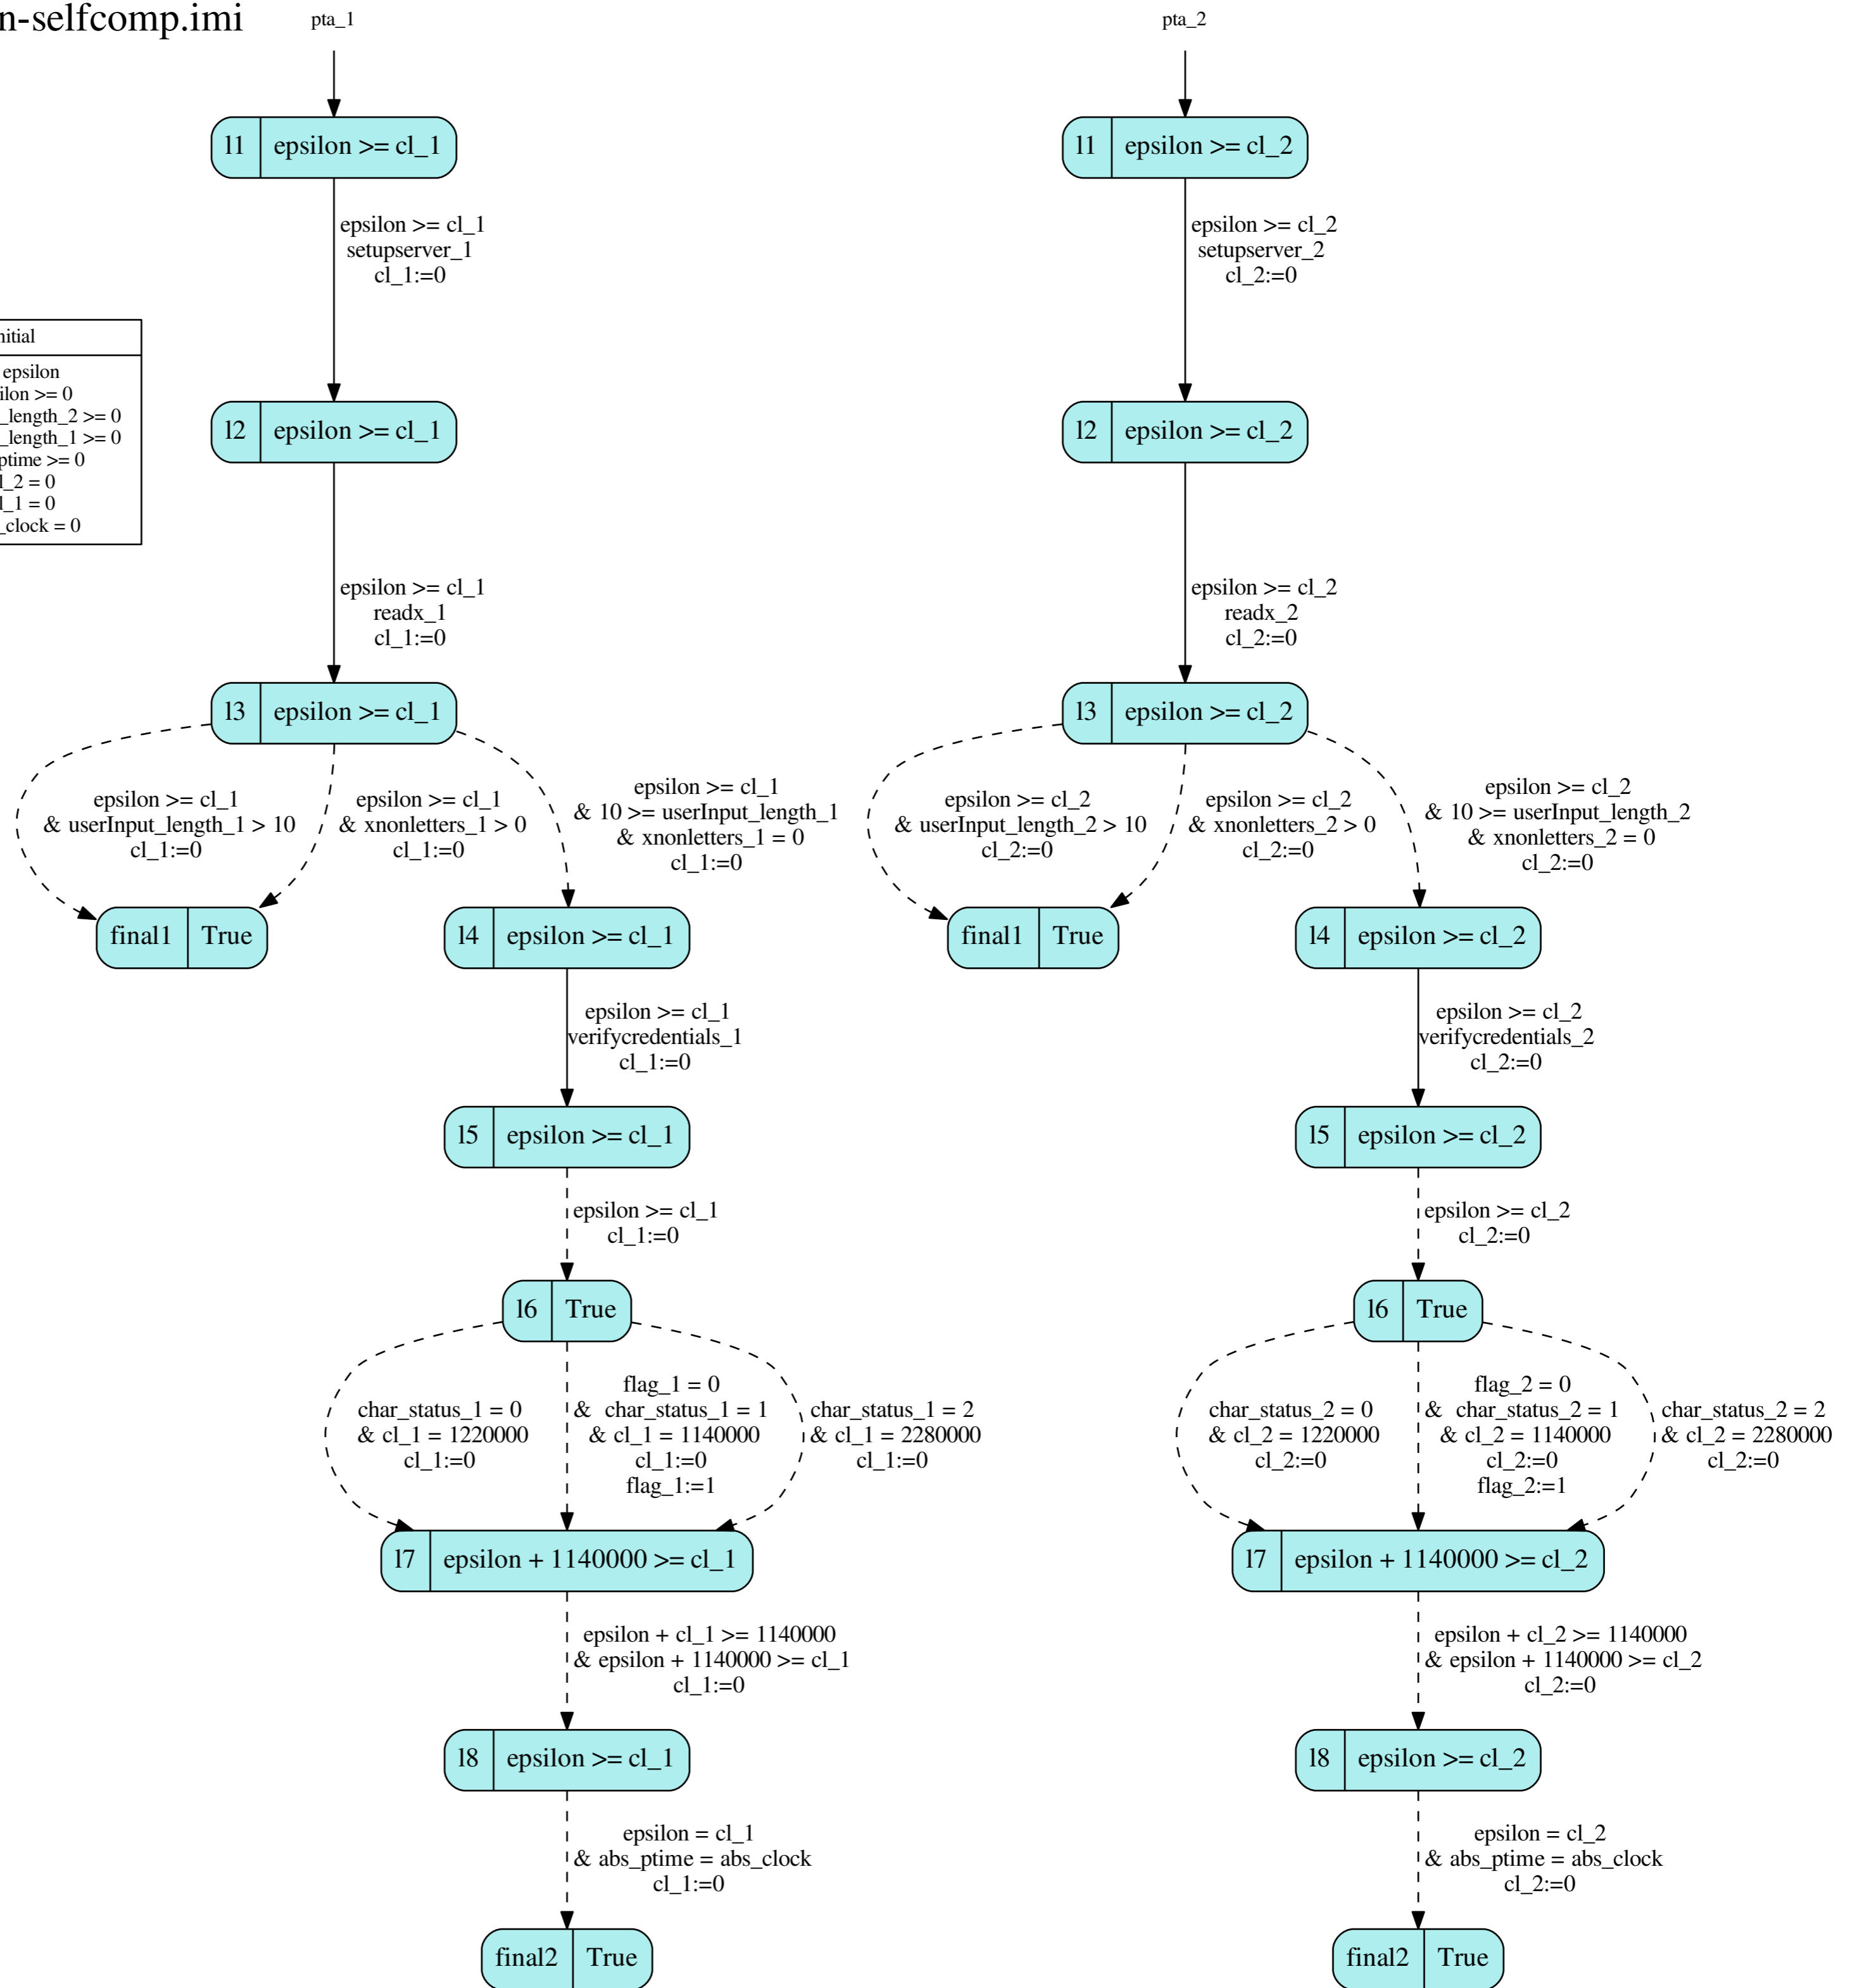 n-selfcomp.imi
pta_1
l1 epsilon >= cl_1
epsilon >= cl_1
setupserver_1
cl_1:=0
nitial
epsilon
ilon >= 0
_length_2 >= 0
_length_1 >= 0
ptime >= 0
l_2 = 0
l_1 = 0
_clock = 0
l2 epsilon >= cl_1
epsilon >= cl_1
readx_1
cl_1:=0
l3 epsilon >= cl_1
epsilon >= cl_1
& userInput_length_1 > 10
cl_1:=0
epsilon >= cl_1
& xnonletters_1 > 0
cl_1:=0
epsilon >= cl_1
& 10 >= userInput_length_1
& xnonletters_1 = 0
cl_1:=0
final1 True
l4 epsilon >= cl_1
epsilon >= cl_1
verifycredentials_1
cl_1:=0
l5 epsilon >= cl_1
epsilon >= cl_1
cl_1:=0
l6 True
char_status_1 = 0
& cl_1 = 1220000
cl_1:=0
flag_1 = 0
& char_status_1 = 1
& cl_1 = 1140000
cl_1:=0
flag_1:=1
char_status_1 = 2
& cl_1 = 2280000
cl_1:=0
l7 epsilon + 1140000 >= cl_1
epsilon + cl_1 >= 1140000
& epsilon + 1140000 >= cl_1
cl_1:=0
l8 epsilon >= cl_1
epsilon = cl_1
& abs_ptime = abs_clock
cl_1:=0
final2 True
pta_2
l1 epsilon >= cl_2
epsilon >= cl_2
setupserver_2
cl_2:=0
l2 epsilon >= cl_2
epsilon >= cl_2
readx_2
cl_2:=0
l3 epsilon >= cl_2
epsilon >= cl_2
& userInput_length_2 > 10
cl_2:=0
epsilon >= cl_2
& xnonletters_2 > 0
cl_2:=0
epsilon >= cl_2
& 10 >= userInput_length_2
& xnonletters_2 = 0
cl_2:=0
final1 True
l4 epsilon >= cl_2
epsilon >= cl_2
verifycredentials_2
cl_2:=0
l5 epsilon >= cl_2
epsilon >= cl_2
cl_2:=0
l6 True
char_status_2 = 0
& cl_2 = 1220000
cl_2:=0
flag_2 = 0
& char_status_2 = 1
& cl_2 = 1140000
cl_2:=0
flag_2:=1
char_status_2 = 2
& cl_2 = 2280000
cl_2:=0
l7 epsilon + 1140000 >= cl_2
epsilon + cl_2 >= 1140000
& epsilon + 1140000 >= cl_2
cl_2:=0
l8 epsilon >= cl_2
epsilon = cl_2
& abs_ptime = abs_clock
cl_2:=0
final2 True